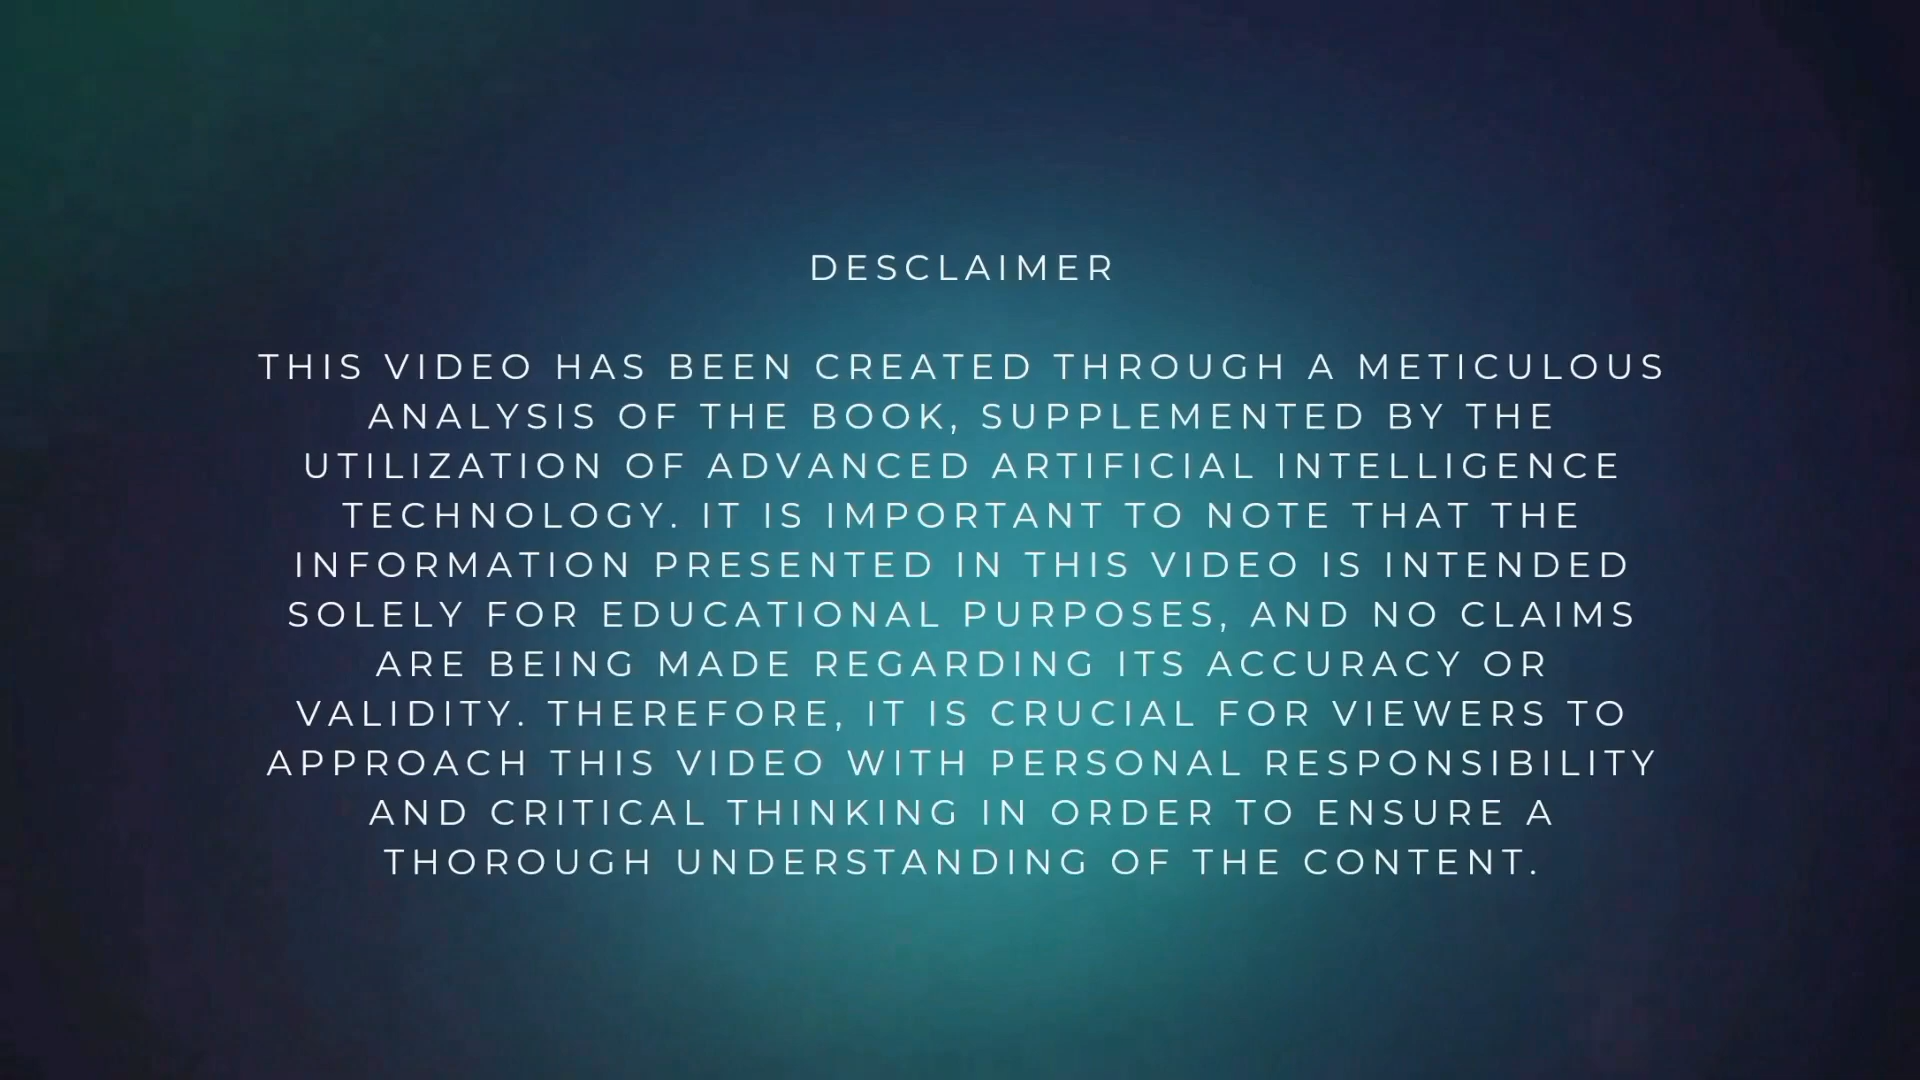 DESCLAIMER
THIS VIDEO HAS BEEN CREATED THROUGH A METICULOUS
ANALYSIS OF THE BOOK, SUPPLEMENTED BY THE
UTILIZATION OF ADVANCED ARTIFICIAL INTELLIGENCE
TECHNOLOGY. IT IS IMPORTANT TO NOTE THAT THE
INFORMATION PRESENTED IN THIS VIDEO IS INTENDED
SOLELY FOR EDUCATIONAL PURPOSES, AND NO CLAIMS
ARE BEING MADE REGARDING ITS ACCURACY OR
VALIDITY. THEREFORE, IT IS CRUCIAL FOR VIEWERS TO
APPROACH THIS VIDEO WITH PERSONAL RESPONSIBILITY
AND CRITICAL THINKING IN ORDER TO ENSURE A
THOROUGH UNDERSTANDING OF THE CONTENT.